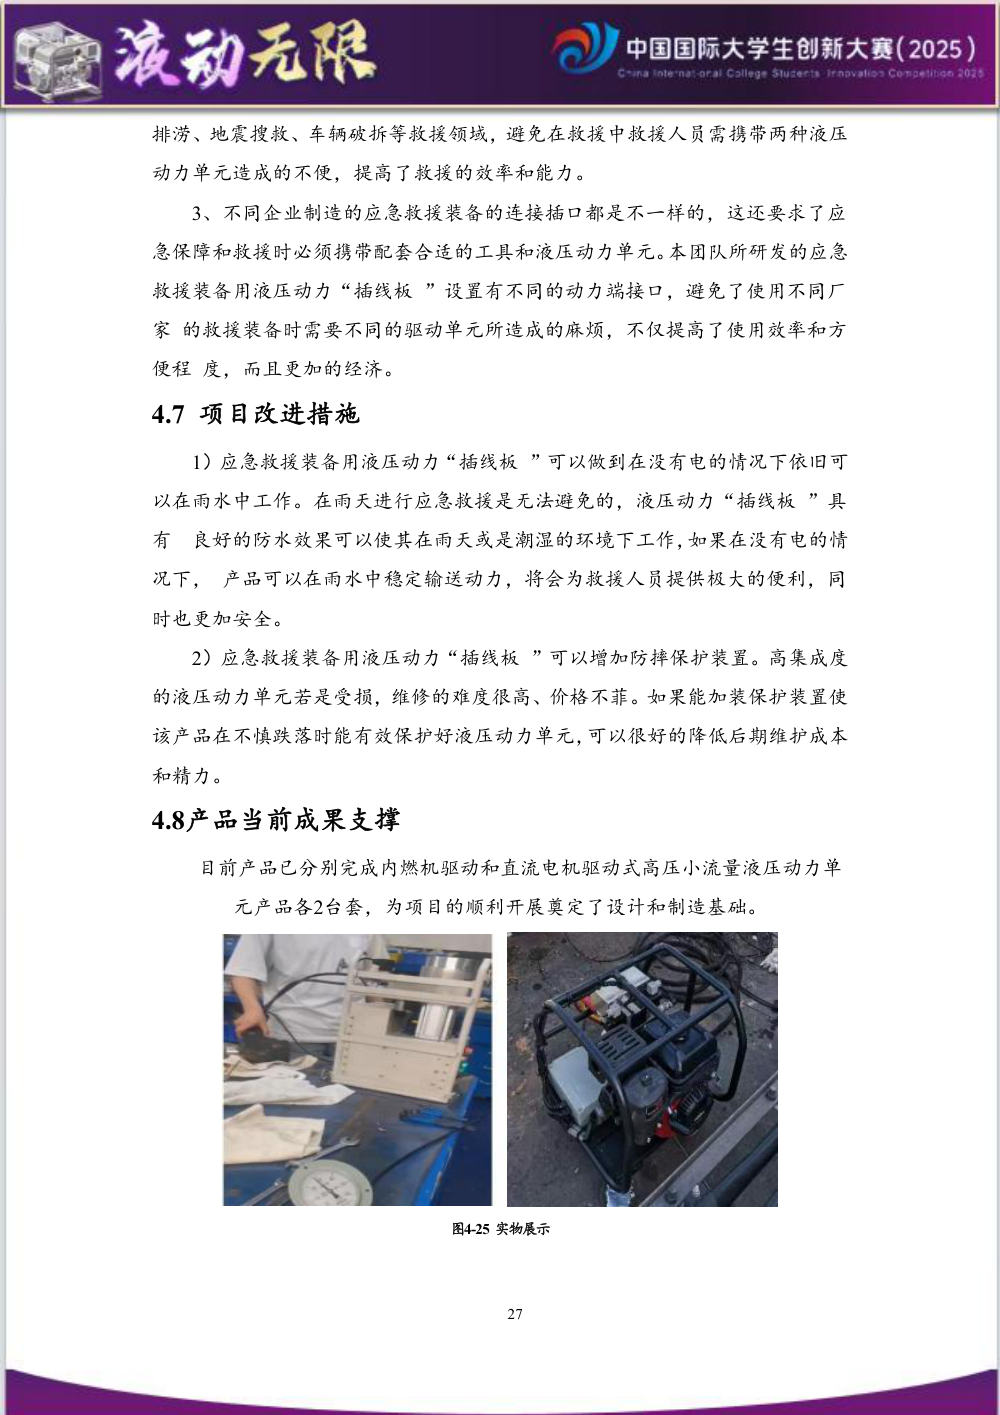 液动无限
中国国际大学生创新大赛(2025)
China International College Students' Innovation Competition 2025
排涝、地震搜救、车辆破拆等救援领域，避免在救援中救援人员需携带两种液压
动力单元造成的不便，提高了救援的效率和能力。
3、不同企业制造的应急救援装备的连接插口都是不一样的，这还要求了应
急保障和救援时必须携带配套合适的工具和液压动力单元。本团队所研发的应急
救援装备用液压动力“插线板 ”设置有不同的动力端接口，避免了使用不同厂
家 的救援装备时需要不同的驱动单元所造成的麻烦，不仅提高了使用效率和方
便程 度，而且更加的经济。
4.7 项目改进措施
1）应急救援装备用液压动力“插线板 ”可以做到在没有电的情况下依旧可
以在雨水中工作。在雨天进行应急救援是无法避免的，液压动力“插线板 ”具
有 良好的防水效果可以使其在雨天或是潮湿的环境下工作，如果在没有电的情
况下， 产品可以在雨水中稳定输送动力，将会为救援人员提供极大的便利，同
时也更加安全。
2）应急救援装备用液压动力“插线板 ”可以增加防摔保护装置。高集成度
的液压动力单元若是受损，维修的难度很高、价格不菲。如果能加装保护装置使
该产品在不慎跌落时能有效保护好液压动力单元，可以很好的降低后期维护成本
和精力。
4.8产品当前成果支撑
目前产品已分别完成内燃机驱动和直流电机驱动式高压小流量液压动力单
元产品各2台套，为项目的顺利开展奠定了设计和制造基础。
图4-25 实物展示
27